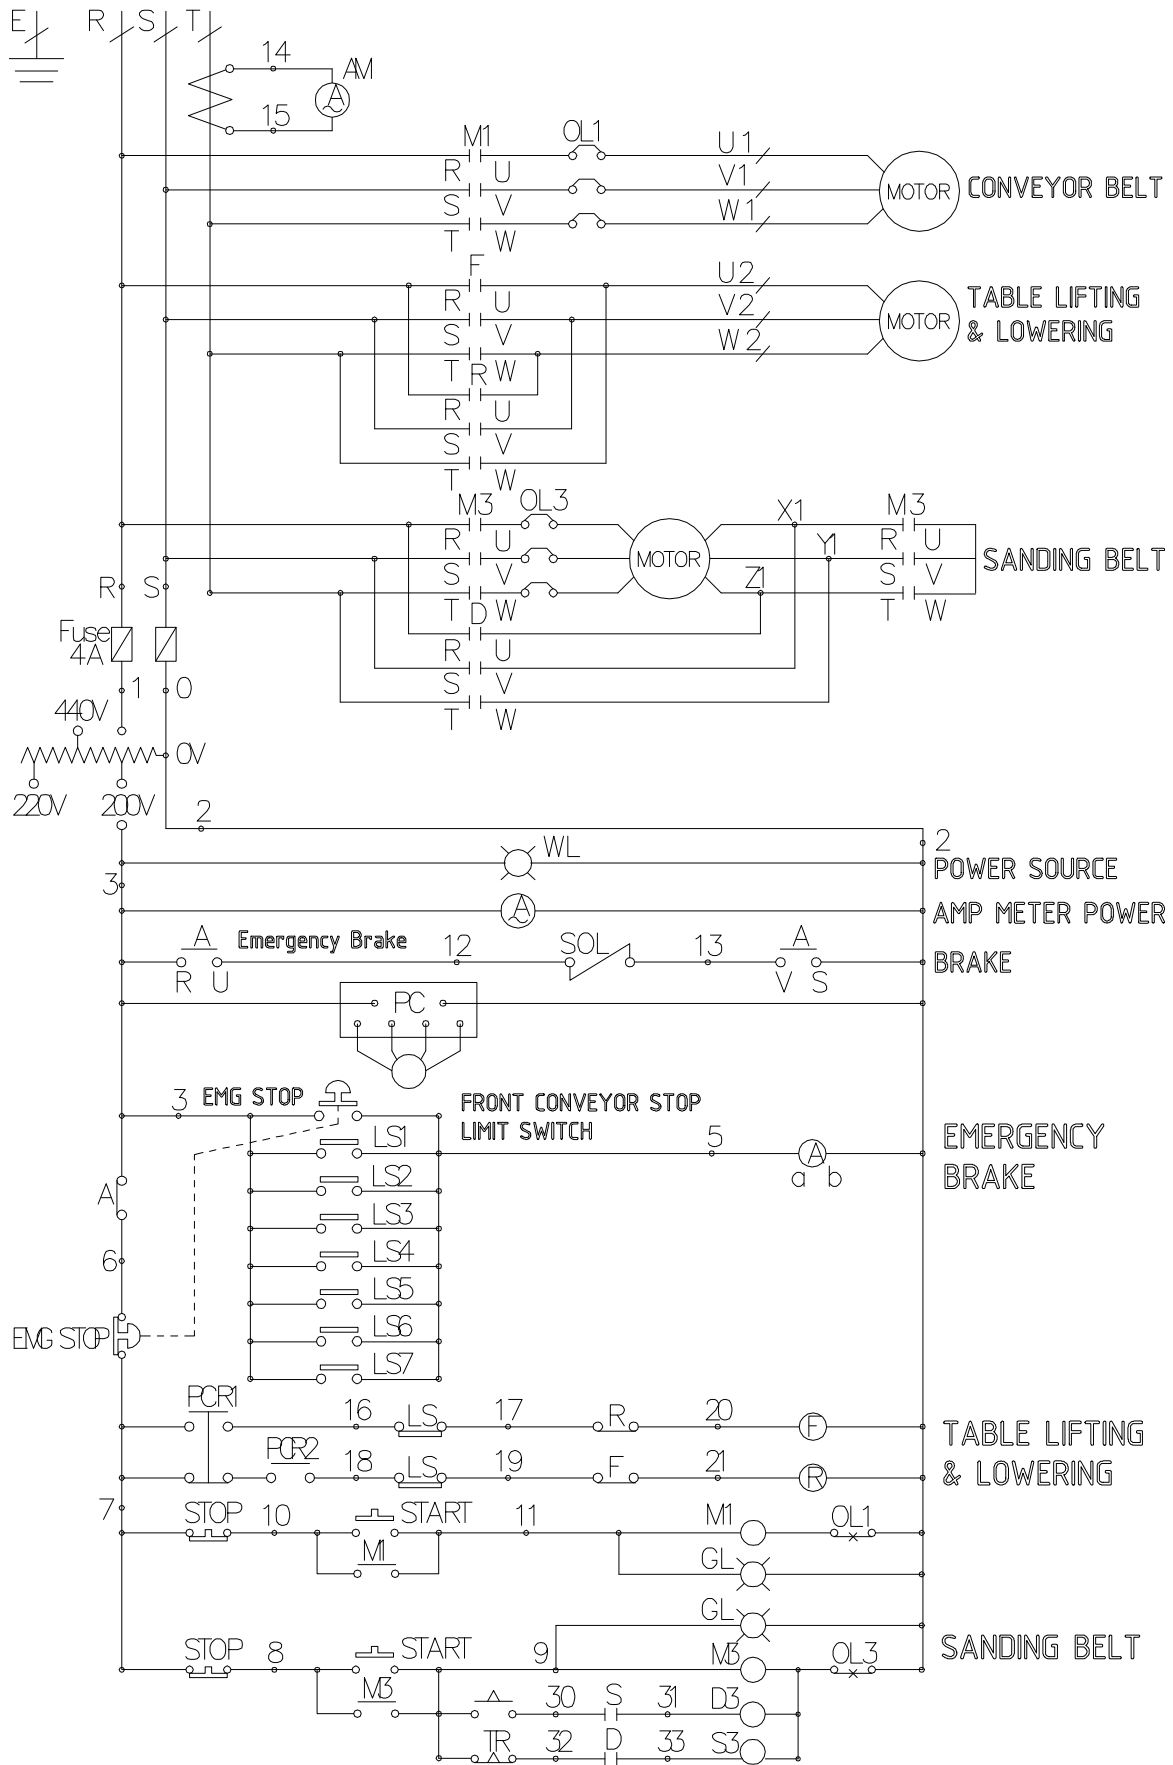 E R S T
14
AM
A
15
M1 OL1 U1
R U V1 MOTOR CONVEYOR BELT
S V W1
T W
F U2
R U V2 MOTOR TABLE LIFTING
& LOWERING
S V W2
T W
R
R U
S V
T W
M3 OL3 X1 M3
R U MOTOR Y1 R U SANDING BELT
S V Z1 S V
T W T W
D
R U
S V
T W
R S
Fuse
4A
1 0
440V
0V
220V 200V
2
2
WL
POWER SOURCE
3
A AMP METER POWER
A Emergency Brake 12 SOL 13 A BRAKE
R U V S
PC
3 EMG STOP FRONT CONVEYOR STOP
LIMIT SWITCH
LS1 5 A EMERGENCY
BRAKE
a b
LS2
A
LS3
6 LS4
LS5
EMG STOP LS6
LS7
PCR1 16 LS 17 R 20 F TABLE LIFTING
& LOWERING
PCR2 18 LS 19 F 21 R
7
STOP 10 START 11 M1 OL1
M1 GL
GL
STOP 8 START 9 M3 OL3 SANDING BELT
M3 30 S 31 D3
TR 32 D 33 S3